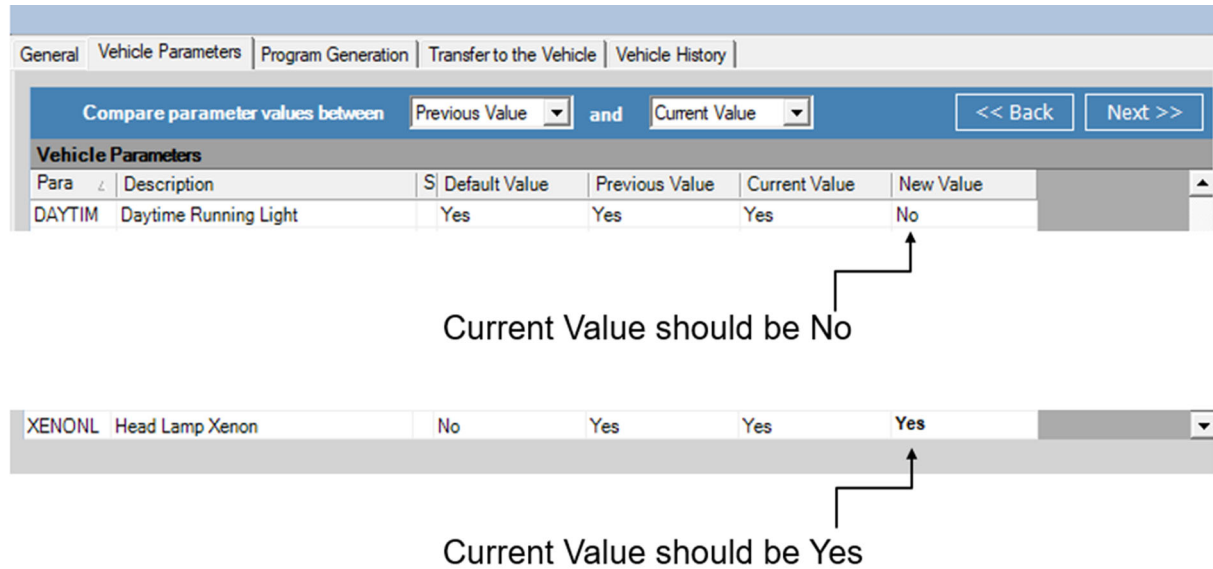 General Vehicle Parameters Program Generation Transfer to the Vehicle Vehicle History
Compare parameter values between Previous Value and Current Value << Back Next >>
Vehicle Parameters
Para Description S Default Value Previous Value Current Value New Value
DAYTIM Daytime Running Light Yes Yes Yes No
Current Value should be No
XENONL Head Lamp Xenon No Yes Yes Yes
Current Value should be Yes